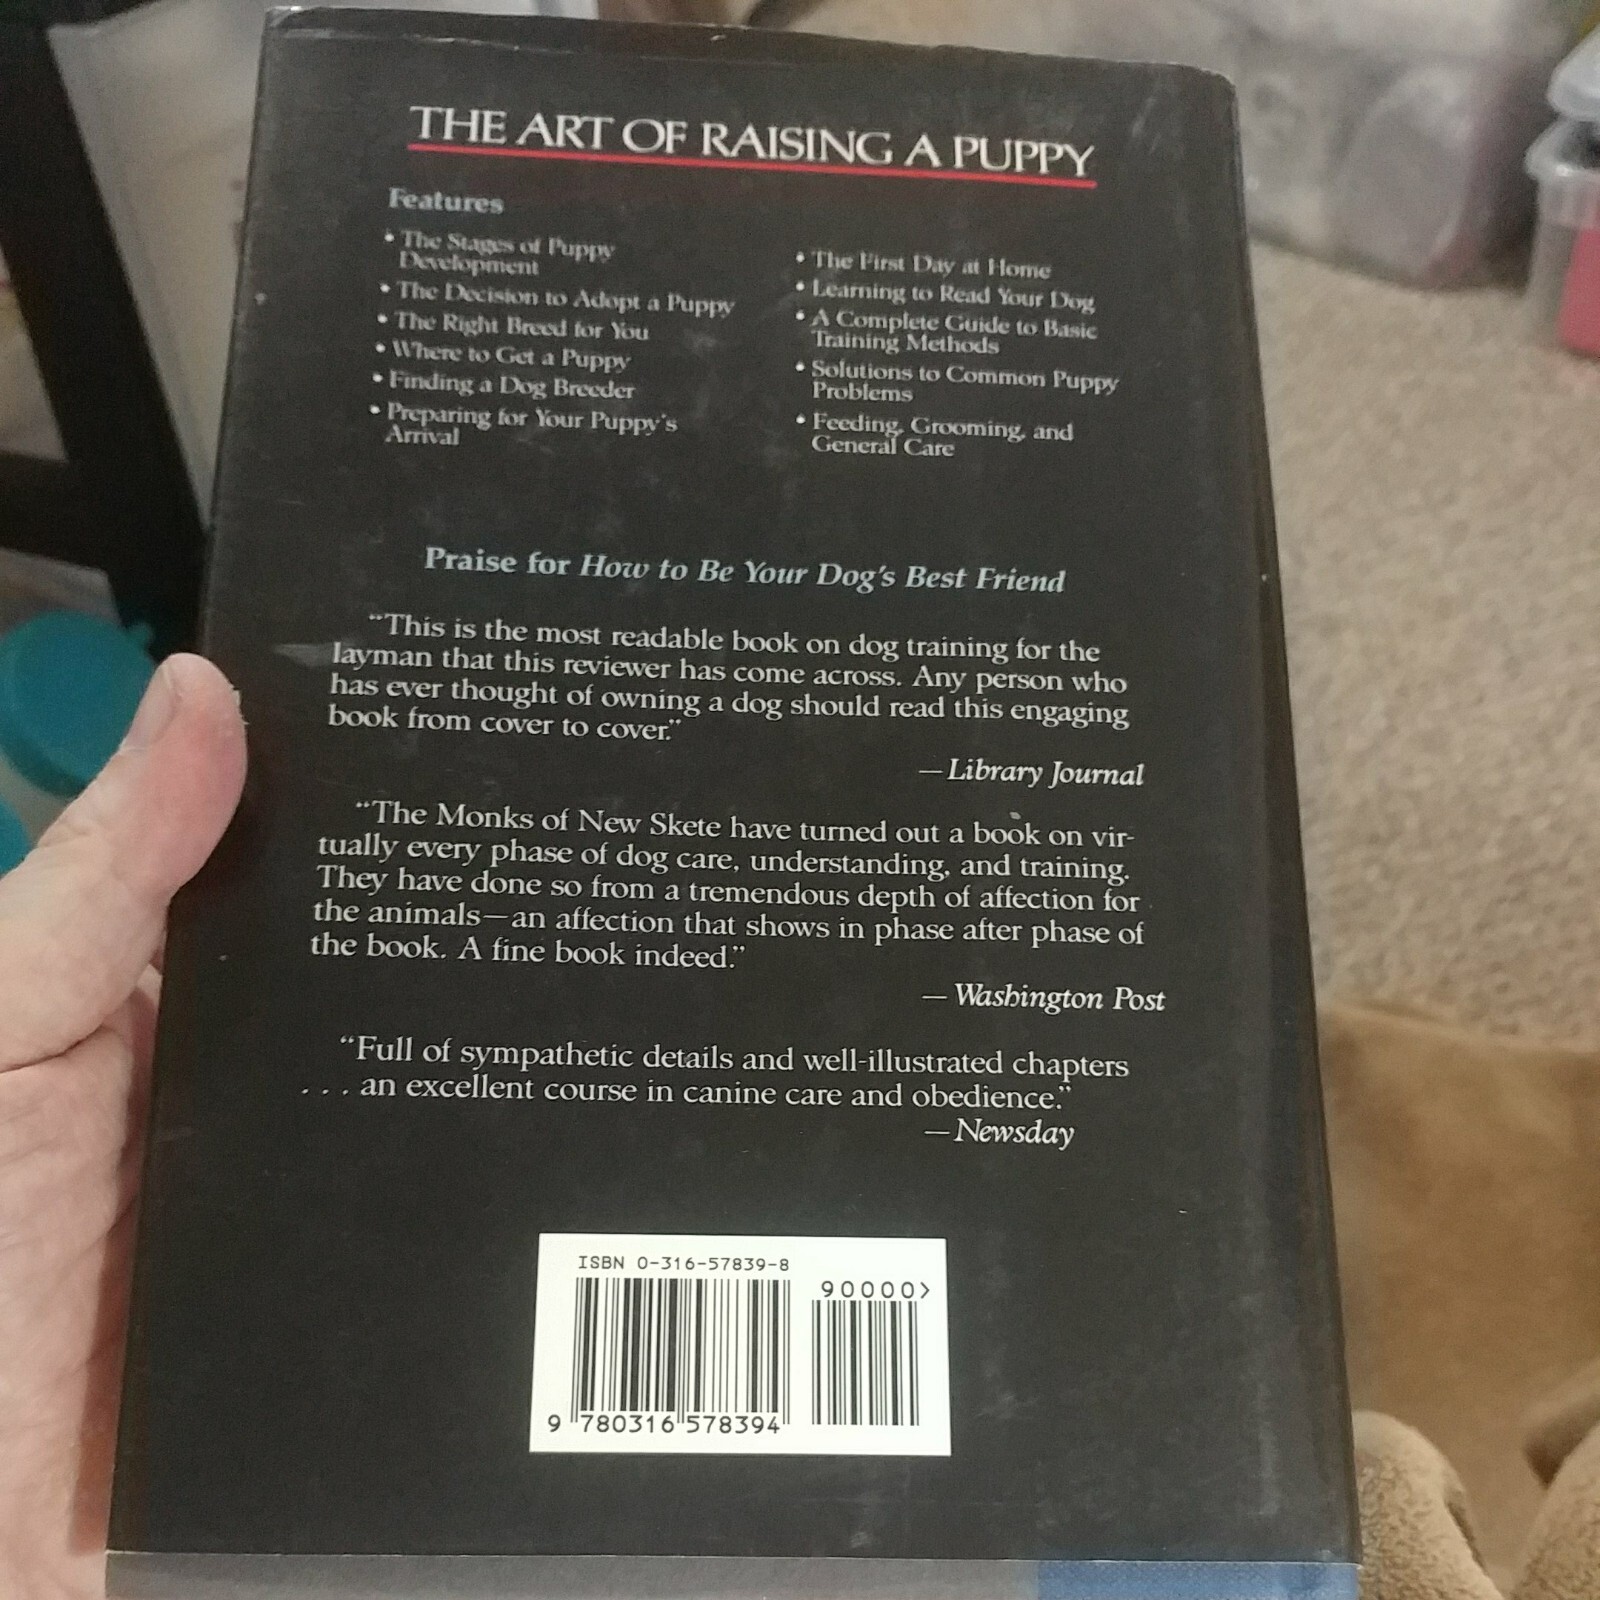 THE ART OF RAISING A PUPPY
Features
• The Stages of Puppy
Development
• The Decision to Adopt a Puppy
• The Right Breed for You
• Where to Get a Puppy
• Finding a Dog Breeder
• Preparing for Your Puppy's
Arrival
• The First Day at Home
• Learning to Read Your Dog
• A Complete Guide to Basic
Training Methods
• Solutions to Common Puppy
Problems
• Feeding, Grooming, and
General Care
Praise for How to Be Your Dog's Best Friend
“This is the most readable book on dog training for the
layman that this reviewer has come across. Any person who
has ever thought of owning a dog should read this engaging
book from cover to cover.”
—Library Journal
“The Monks of New Skete have turned out a book on vir-
tually every phase of dog care, understanding, and training.
They have done so from a tremendous depth of affection for
the animals—an affection that shows in phase after phase of
the book. A fine book indeed.”
— Washington Post
“Full of sympathetic details and well-illustrated chapters
. . . an excellent course in canine care and obedience.”
—Newsday
ISBN 0-316-57839-8
90000>
9 780316 578394